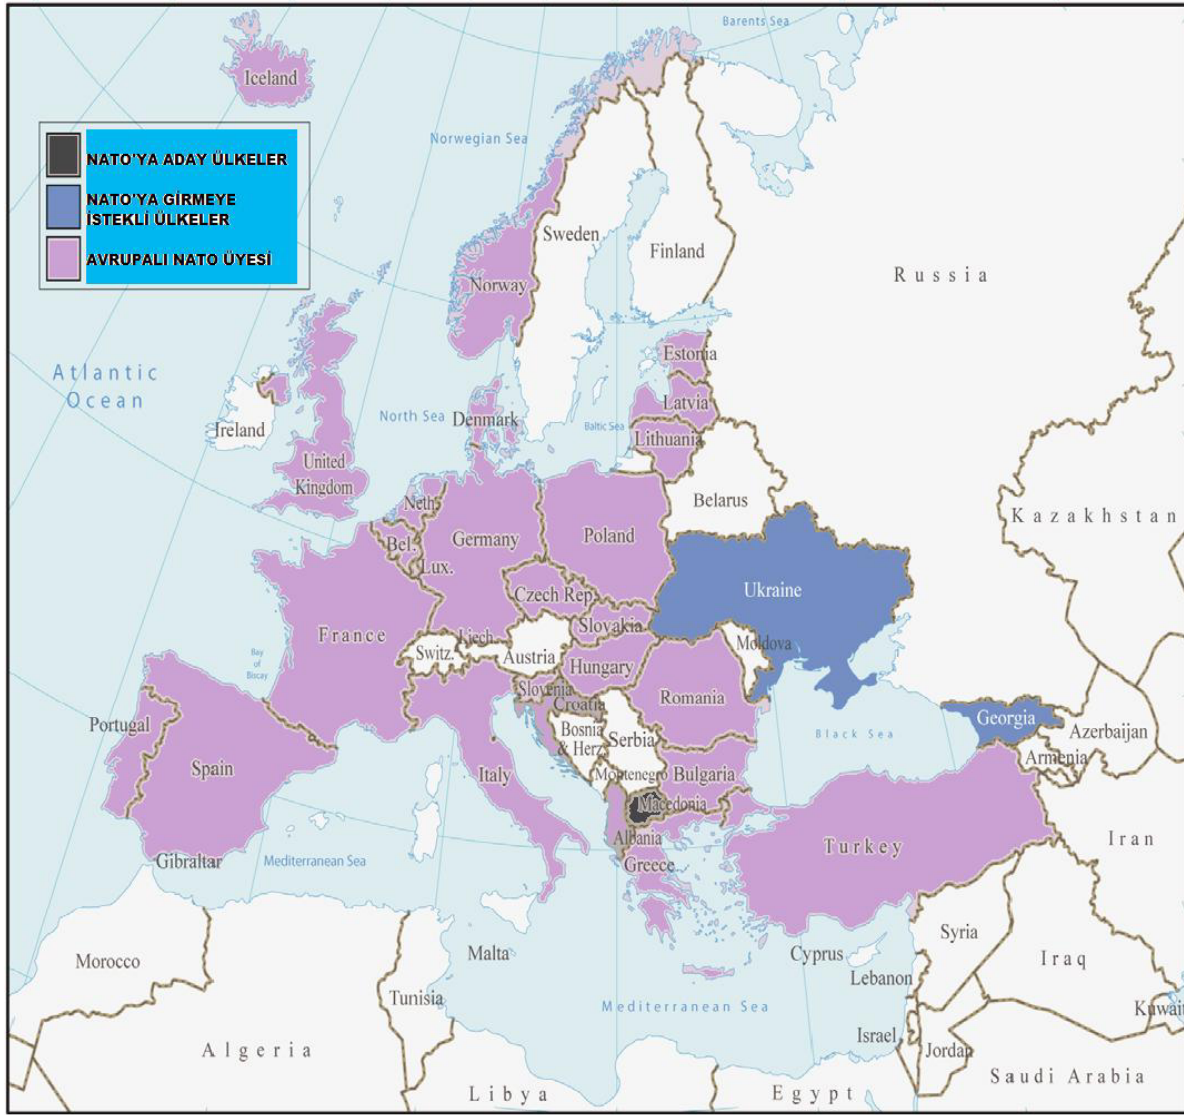 Barents Sea
Iceland
NATO'YA ADAY ÜLKELER
NATO'YA GİRMEYE
İSTEKLİ ÜLKELER
AVRUPALI NATO ÜYESİ
Norwegian Sea
Sweden
Finland
Russia
Norway
Atlantic
Ocean
Estonia
Latvia
Lithuania
North Sea
Denmark
Baltic Sea
Ireland
United
Kingdom
Neth.
Belarus
Kazakhstan
Bel.
Germany
Poland
Lux.
Czech Rep.
Ukraine
Slovakia
France
Liech.
Switz.
Austria
Moldova
Hungary
Bay
of
Biscay
Slovenia
Croatia
Romania
Portugal
Spain
Bosnia
& Herz.
Serbia
Georgia
Azerbaijan
Black Sea
Armenia
Italy
Montenegro
Bulgaria
Macedonia
Albania
Greece
Turkey
Iran
Gibraltar
Mediterranean Sea
Morocco
Malta
Cyprus
Syria
Iraq
Lebanon
Tunisia
Mediterranean Sea
Kuwait
Israel
Jordan
Algeria
Saudi Arabia
Libya
Egypt